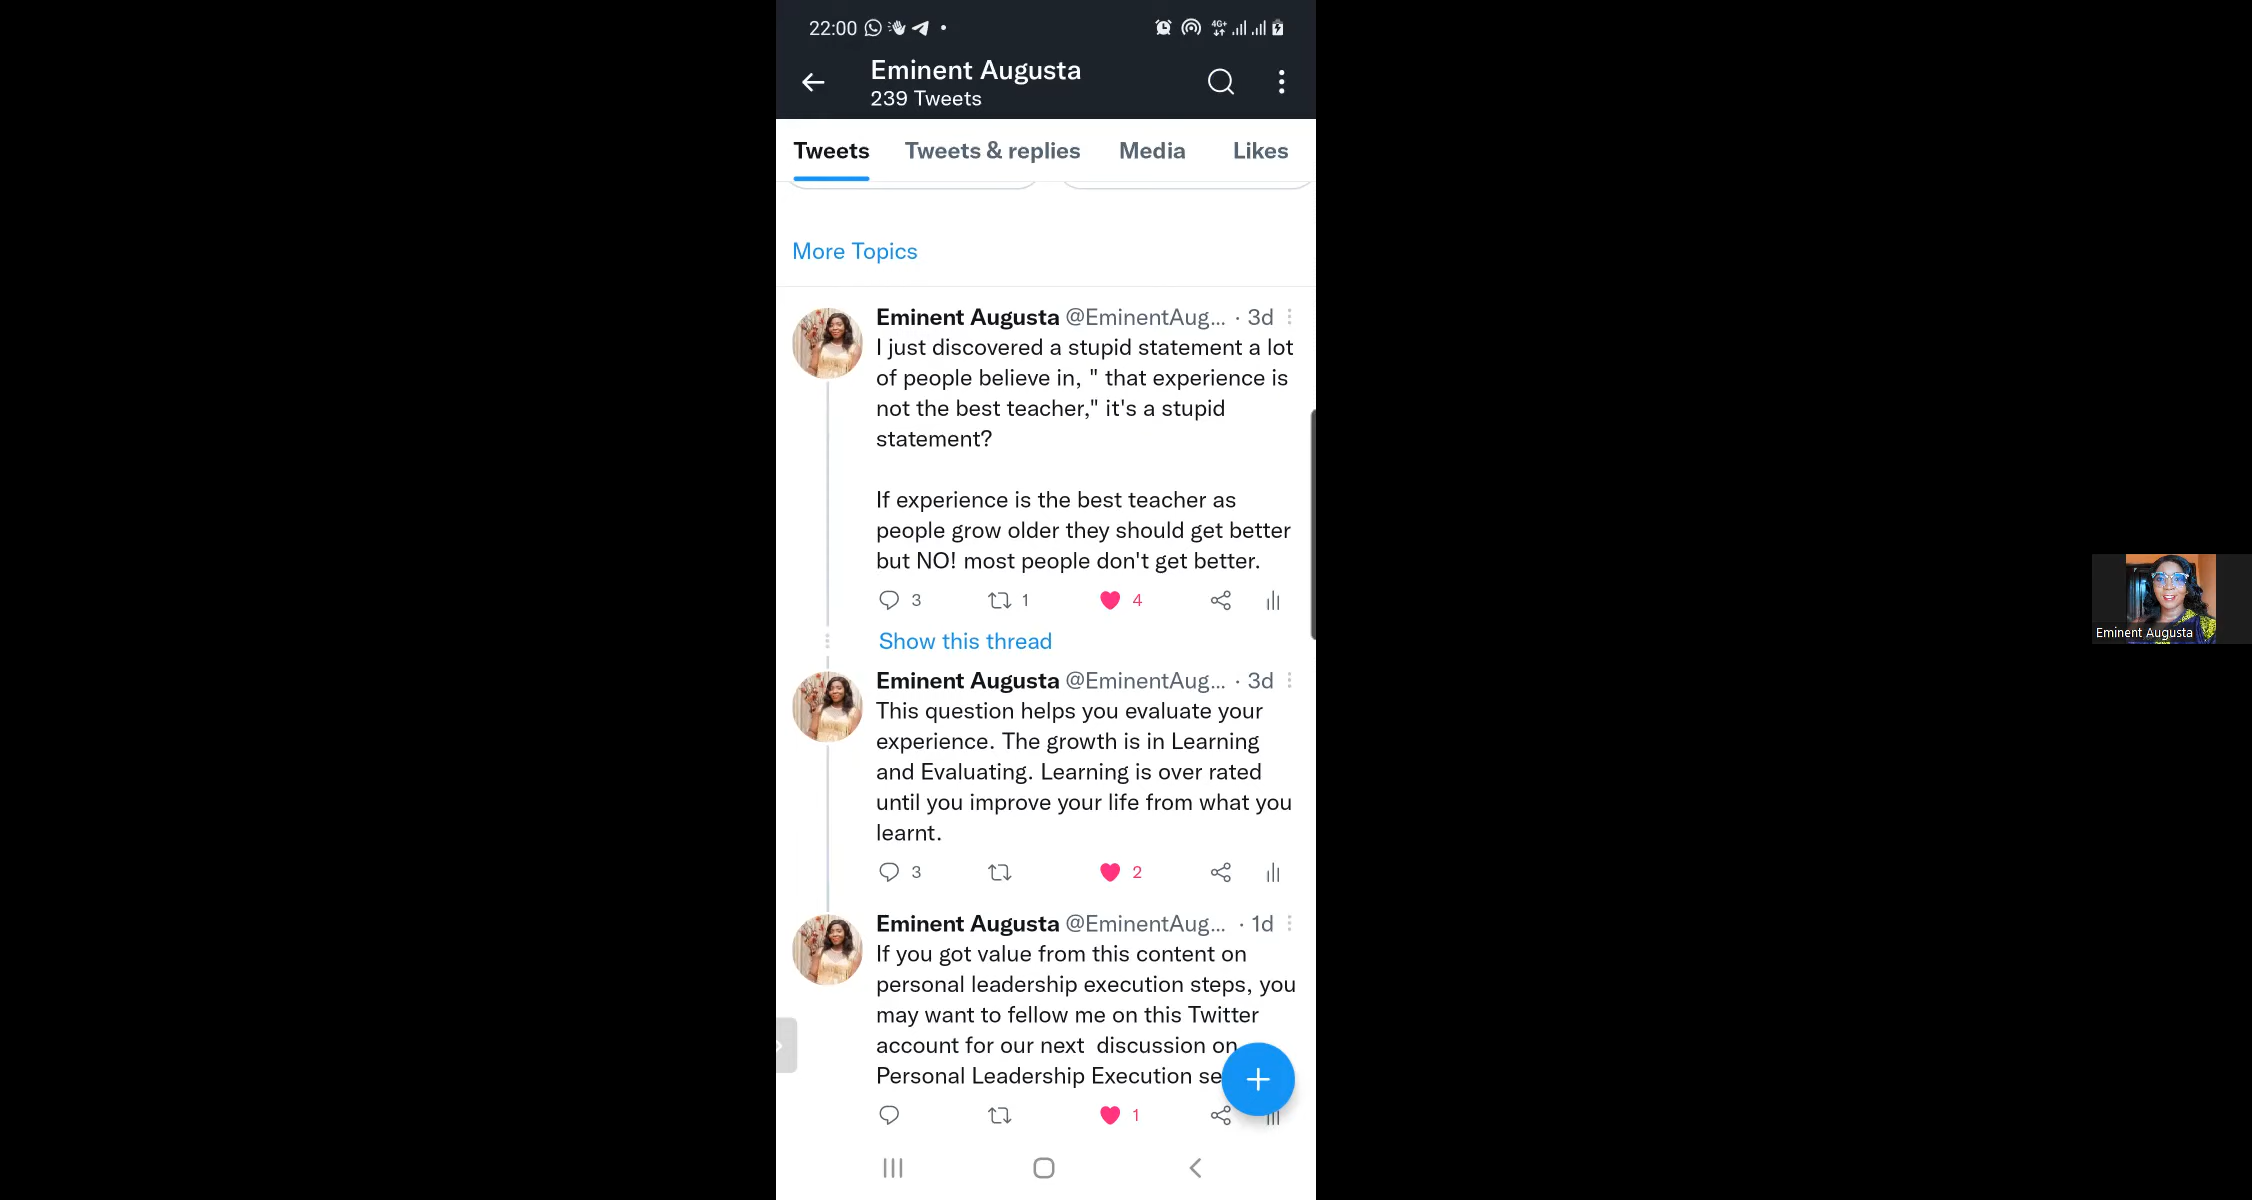 22:00
4G+
Eminent Augusta
239 Tweets
Tweets Tweets & replies Media Likes
More Topics
Eminent Augusta @EminentAug... · 3d
I just discovered a stupid statement a lot
of people believe in, " that experience is
not the best teacher," it's a stupid
statement?
If experience is the best teacher as
people grow older they should get better
but NO! most people don't get better.
3 1 4
Show this thread
Eminent Augusta @EminentAug... · 3d
This question helps you evaluate your
experience. The growth is in Learning
and Evaluating. Learning is over rated
until you improve your life from what you
learnt.
3 2
Eminent Augusta @EminentAug... · 1d
If you got value from this content on
personal leadership execution steps, you
may want to fellow me on this Twitter
account for our next discussion on
Personal Leadership Execution se
1
Eminent Augusta